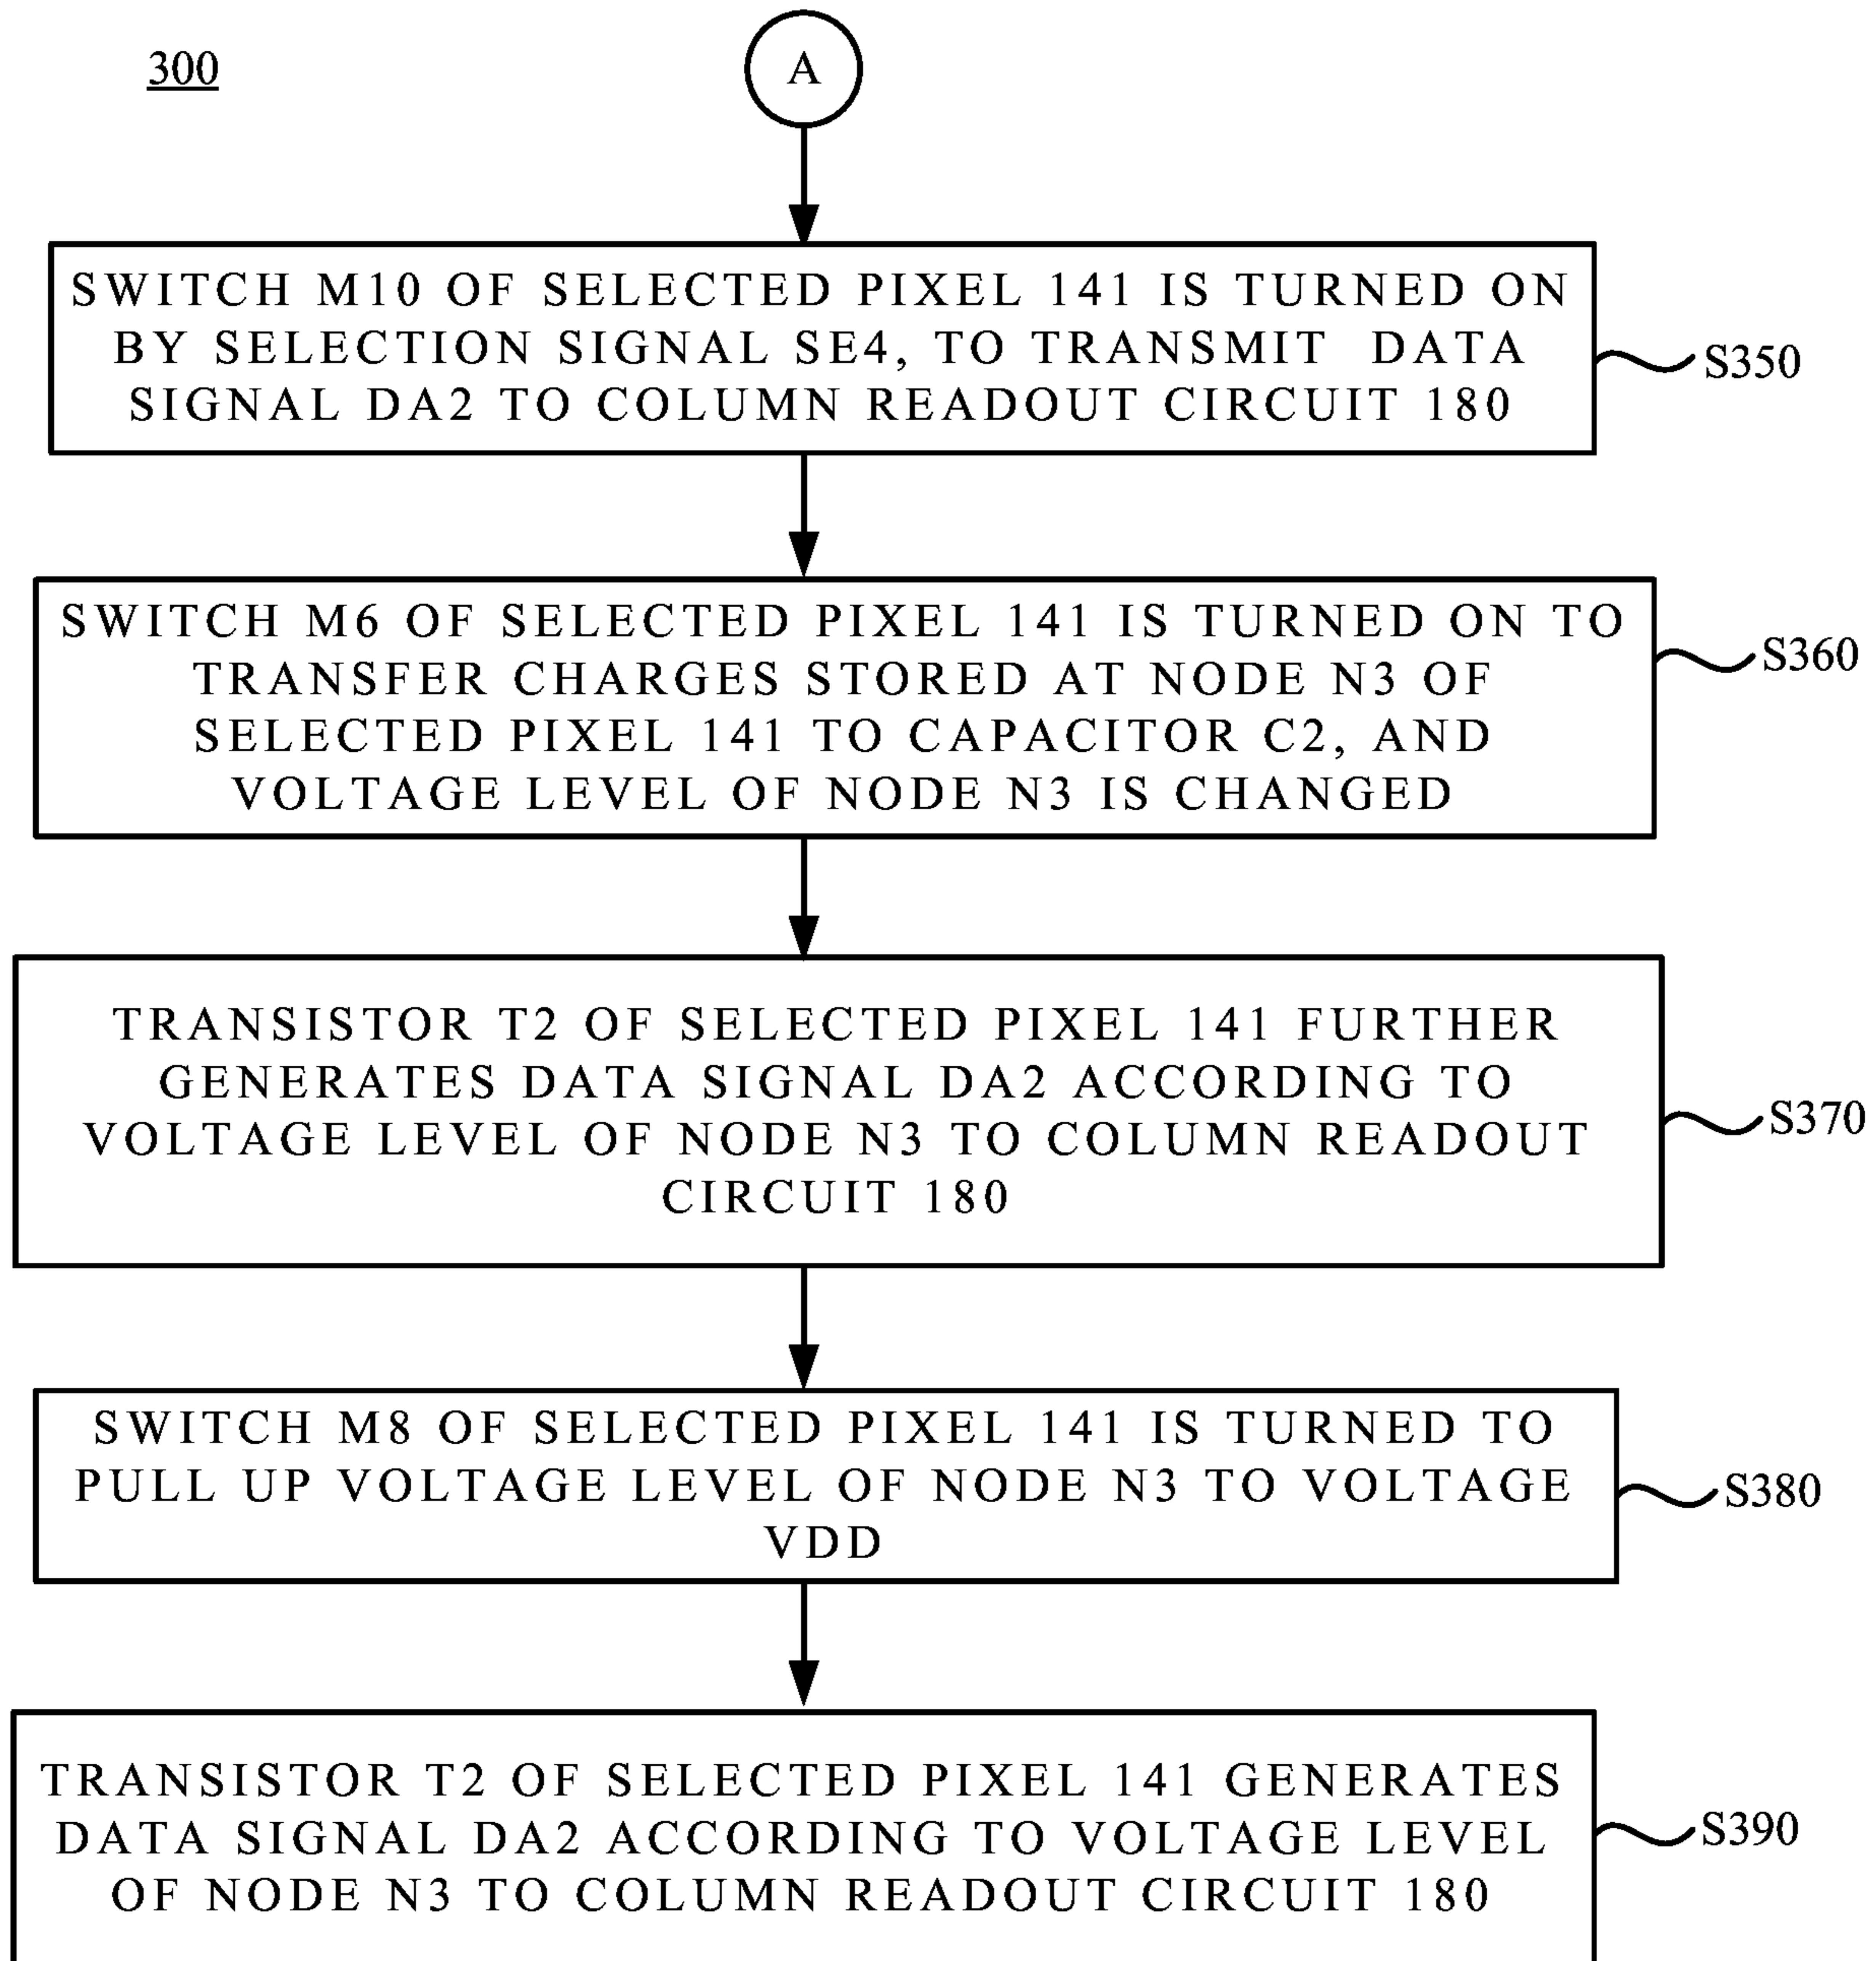 300
A
SWITCH M10 OF SELECTED PIXEL 141 IS TURNED ON
BY SELECTION SIGNAL SE4, TO TRANSMIT DATA
SIGNAL DA2 TO COLUMN READOUT CIRCUIT 180
S350
SWITCH M6 OF SELECTED PIXEL 141 IS TURNED ON TO
TRANSFER CHARGES STORED AT NODE N3 OF
SELECTED PIXEL 141 TO CAPACITOR C2, AND
VOLTAGE LEVEL OF NODE N3 IS CHANGED
S360
TRANSISTOR T2 OF SELECTED PIXEL 141 FURTHER
GENERATES DATA SIGNAL DA2 ACCORDING TO
VOLTAGE LEVEL OF NODE N3 TO COLUMN READOUT
CIRCUIT 180
S370
SWITCH M8 OF SELECTED PIXEL 141 IS TURNED TO
PULL UP VOLTAGE LEVEL OF NODE N3 TO VOLTAGE
VDD
S380
TRANSISTOR T2 OF SELECTED PIXEL 141 GENERATES
DATA SIGNAL DA2 ACCORDING TO VOLTAGE LEVEL
OF NODE N3 TO COLUMN READOUT CIRCUIT 180
S390